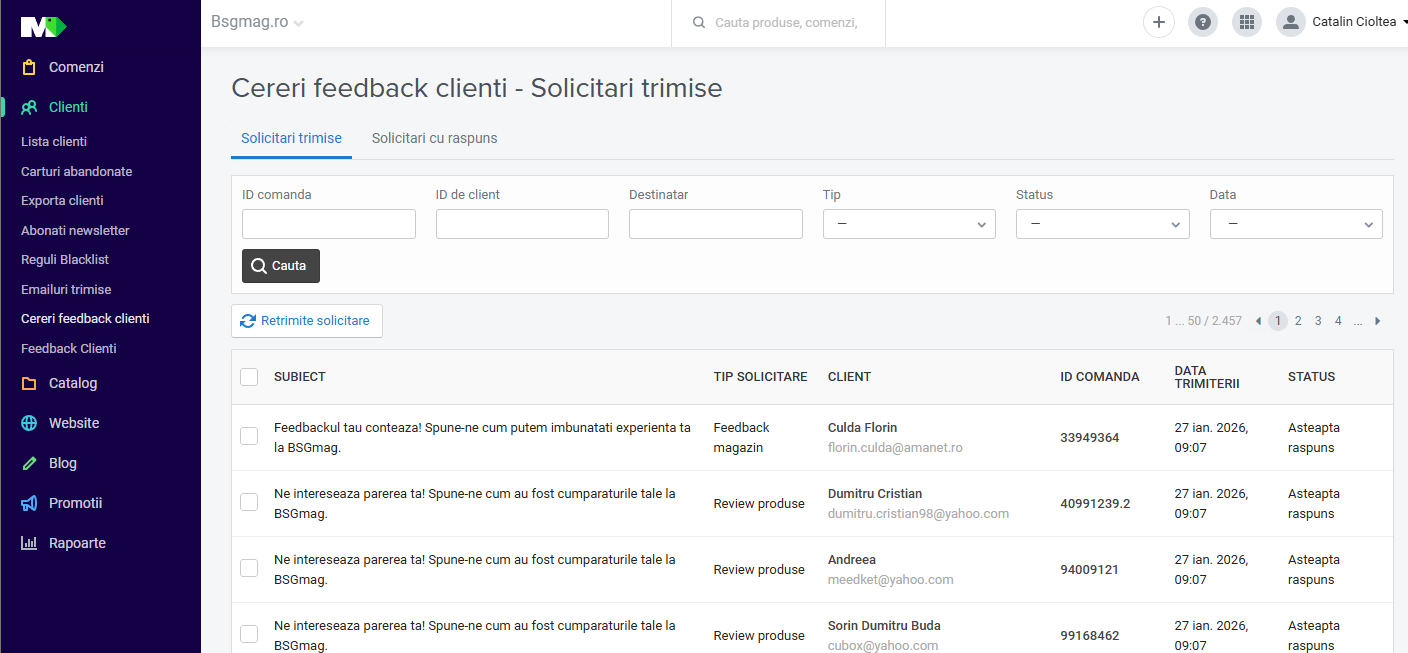 Bsgmag.ro
Cauta produse, comenzi,
Catalin Cioltea
Comenzi
Clienti
Lista clienti
Carturi abandonate
Exporta clienti
Abonati newsletter
Reguli Blacklist
Emailuri trimise
Cereri feedback clienti
Feedback Clienti
Catalog
Website
Blog
Promotii
Rapoarte
Cereri feedback clienti - Solicitari trimise
Solicitari trimise Solicitari cu raspuns
ID comanda ID de client Destinatar Tip Status Data
— — —
Cauta
Retrimite solicitare
1 ... 50 / 2.457 1 2 3 4 ...
SUBIECT TIP SOLICITARE CLIENT ID COMANDA DATA TRIMITERII STATUS
Feedbackul tau conteaza! Spune-ne cum putem imbunatati experienta ta
la BSGmag.
Feedback
magazin
Culda Florin
florin.culda@amanet.ro
33949364
27 ian. 2026,
09:07
Asteapta
raspuns
Ne intereseaza parerea ta! Spune-ne cum au fost cumparaturile tale la
BSGmag.
Review produse
Dumitru Cristian
dumitru.cristian98@yahoo.com
40991239.2
27 ian. 2026,
09:07
Asteapta
raspuns
Ne intereseaza parerea ta! Spune-ne cum au fost cumparaturile tale la
BSGmag.
Review produse
Andreea
meedket@yahoo.com
94009121
27 ian. 2026,
09:07
Asteapta
raspuns
Ne intereseaza parerea ta! Spune-ne cum au fost cumparaturile tale la
BSGmag.
Review produse
Sorin Dumitru Buda
cubox@yahoo.com
99168462
27 ian. 2026,
09:07
Asteapta
raspuns